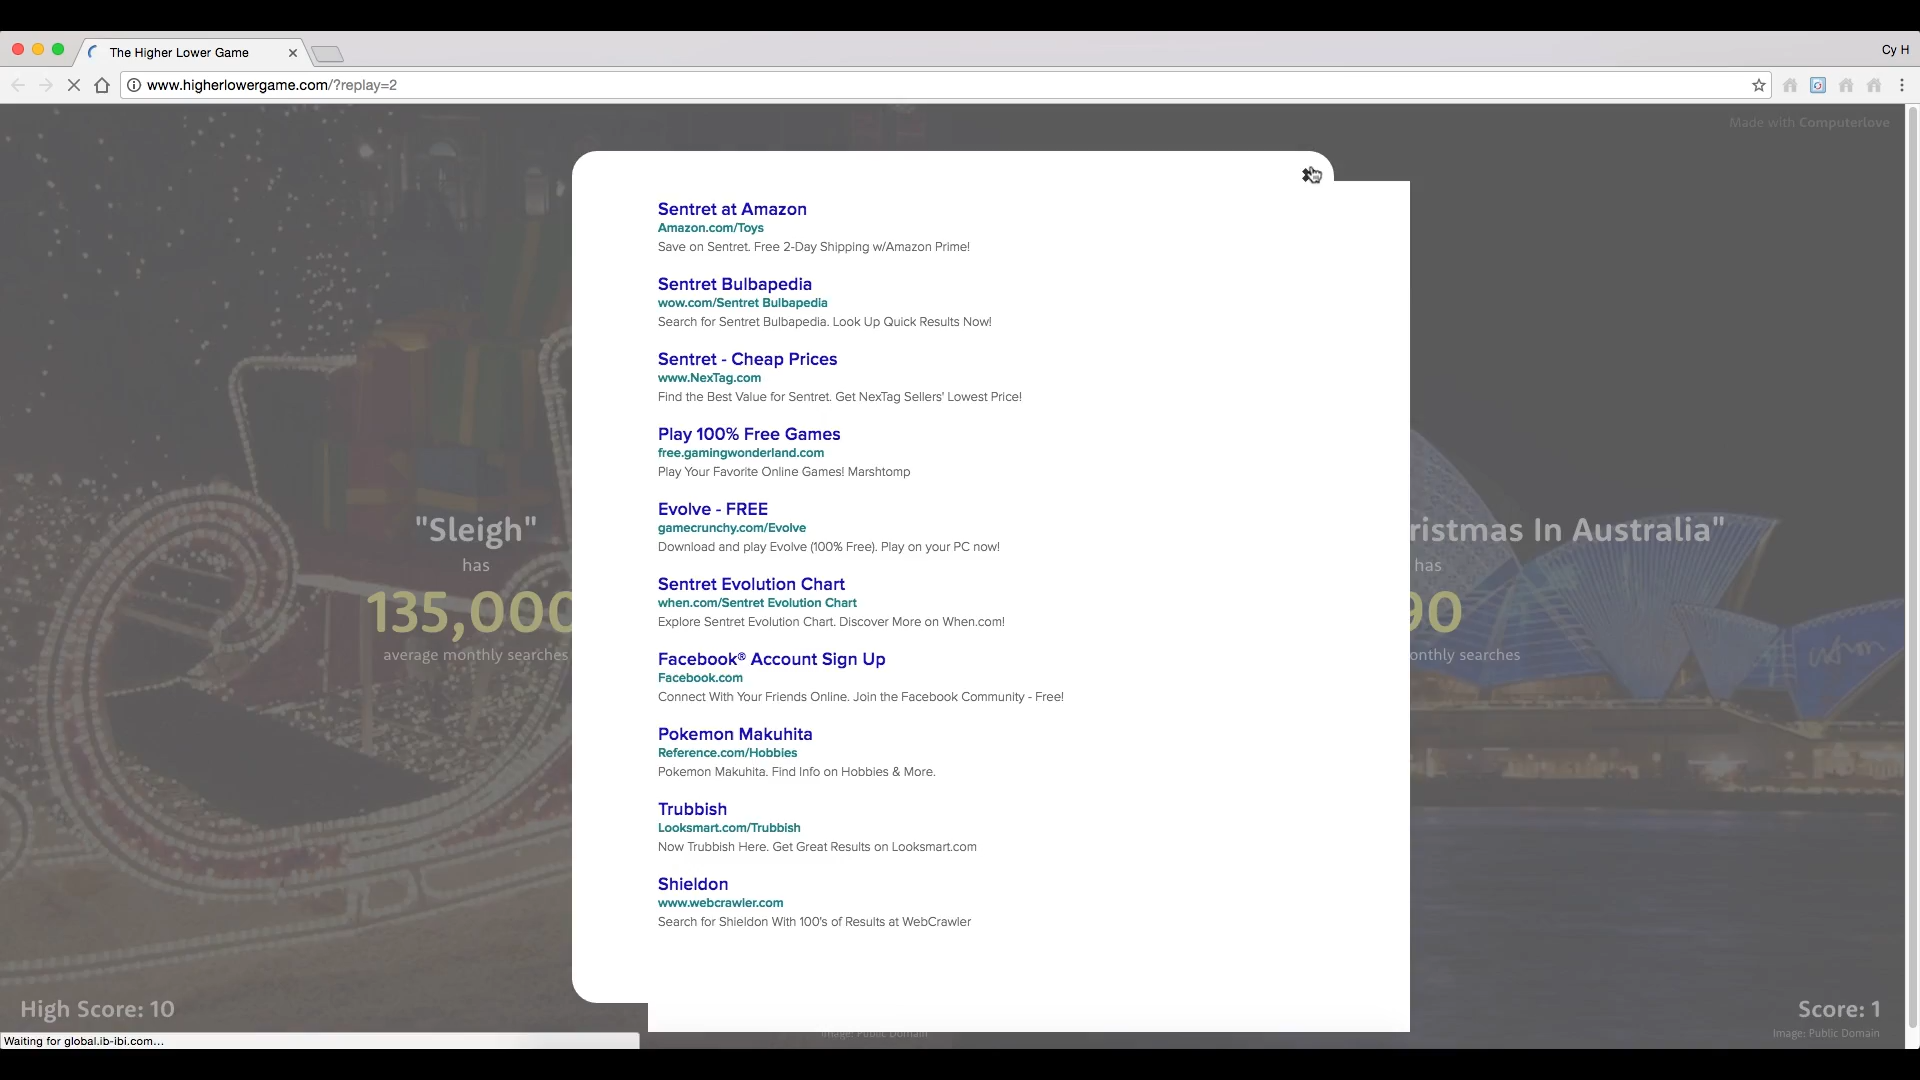 The Higher Lower Game
Cy H
www.higherlowergame.com/?replay=2
Made with Computerlove
Sentret at Amazon
Amazon.com/Toys
Save on Sentret. Free 2-Day Shipping w/Amazon Prime!
Sentret Bulbapedia
wow.com/Sentret Bulbapedia
Search for Sentret Bulbapedia. Look Up Quick Results Now!
Sentret - Cheap Prices
www.NexTag.com
Find the Best Value for Sentret. Get NexTag Sellers' Lowest Price!
Play 100% Free Games
free.gamingwonderland.com
Play Your Favorite Online Games! Marshtomp
Evolve - FREE
gamecrunchy.com/Evolve
Download and play Evolve (100% Free). Play on your PC now!
Sentret Evolution Chart
when.com/Sentret Evolution Chart
Explore Sentret Evolution Chart. Discover More on When.com!
Facebook® Account Sign Up
Facebook.com
Connect With Your Friends Online. Join the Facebook Community - Free!
Pokemon Makuhita
Reference.com/Hobbies
Pokemon Makuhita. Find Info on Hobbies & More.
Trubbish
Looksmart.com/Trubbish
Now Trubbish Here. Get Great Results on Looksmart.com
Shieldon
www.webcrawler.com
Search for Shieldon With 100's of Results at WebCrawler
"Sleigh"
has
135,000
average monthly searches
ristmas In Australia"
has
90
onthly searches
High Score: 10
Score: 1
Image: Public Domain
Image: Public Domain
Waiting for global.ib-ibi.com...